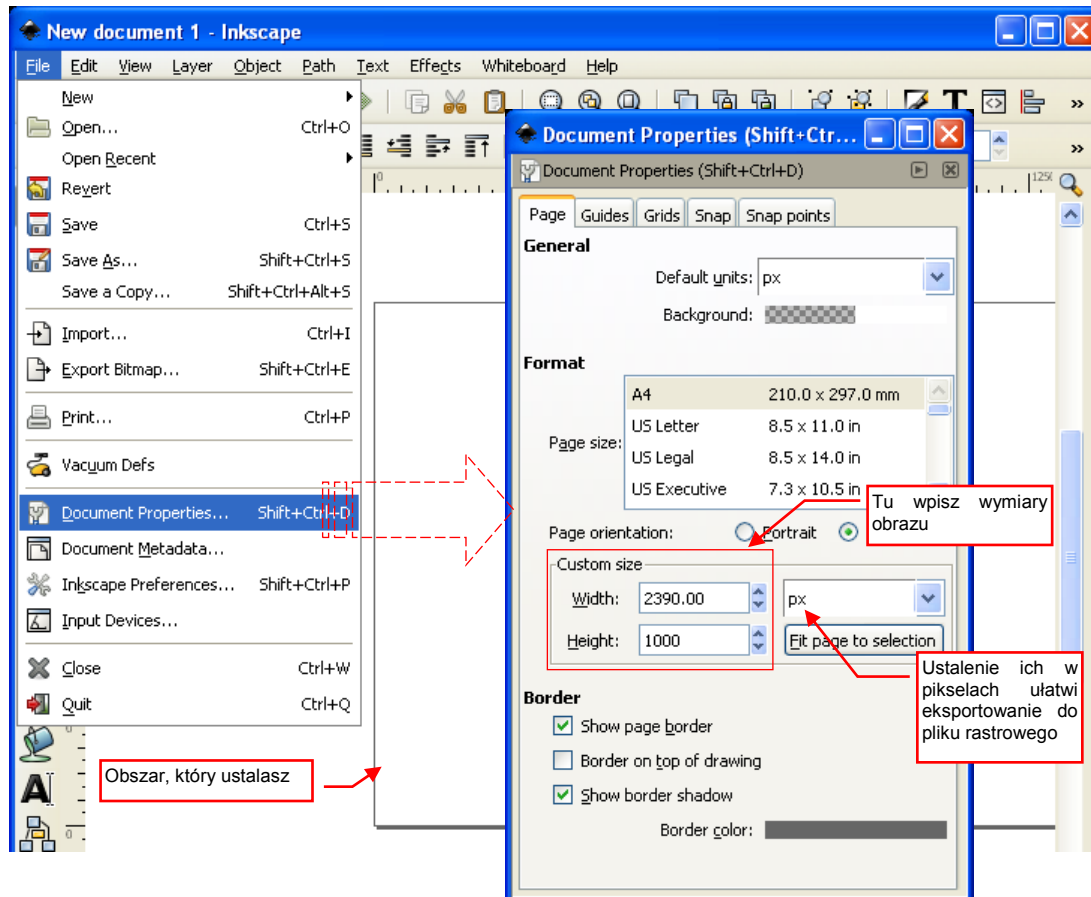 New document 1 - Inkscape
File Edit View Layer Object Path Text Effects Whiteboard Help
New
Open... Ctrl+O
Open Recent
Revert
Save Ctrl+S
Save As... Shift+Ctrl+S
Save a Copy... Shift+Ctrl+Alt+S
Import... Ctrl+I
Export Bitmap... Shift+Ctrl+E
Print... Ctrl+P
Vacuum Defs
Document Properties... Shift+Ctrl+D
Document Metadata...
Inkscape Preferences... Shift+Ctrl+P
Input Devices...
Close Ctrl+W
Quit Ctrl+Q
Obszar, który ustalasz
Document Properties (Shift+Ctr...
Document Properties (Shift+Ctrl+D)
Page Guides Grids Snap Snap points
General
Default units: px
Background:
Format
Page size:
A4 210.0 x 297.0 mm
US Letter 8.5 x 11.0 in
US Legal 8.5 x 14.0 in
US Executive 7.3 x 10.5 in
Tu wpisz wymiary
obrazu
Page orientation: Portrait
Custom size
Width: 2390.00 px
Height: 1000 Fit page to selection
Ustalenie ich w
pikselach ułatwi
eksportowanie do
pliku rastrowego
Border
Show page border
Border on top of drawing
Show border shadow
Border color: